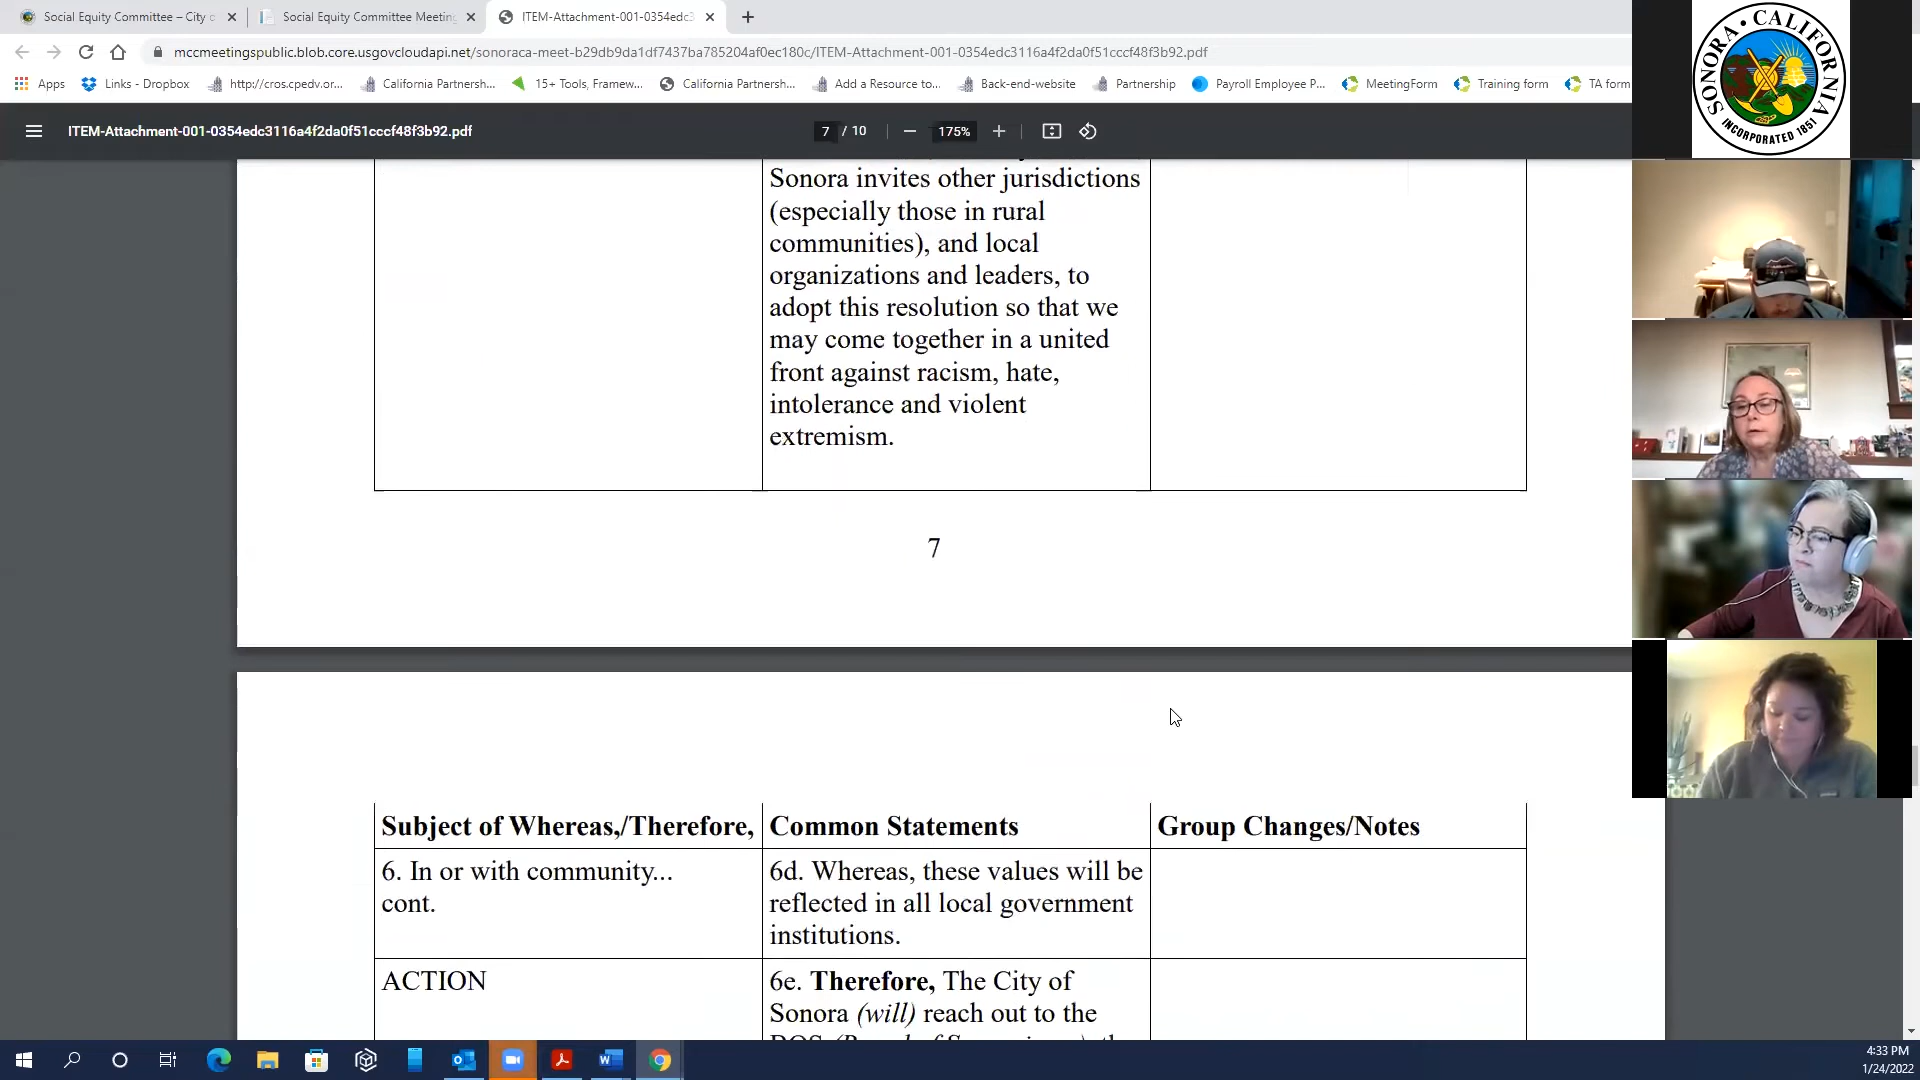 Social Equity Committee – City o
Social Equity Committee Meeting
ITEM-Attachment-001-0354edc3
mccmeetingspublic.blob.core.usgovcloudapi.net/sonoraca-meet-b29db9da1df7437ba785204af0ec180c/ITEM-Attachment-001-0354edc3116a4f2da0f51cccf48f3b92.pdf
Apps Links - Dropbox http://cros.cpedv.or... California Partnersh... 15+ Tools, Framew... California Partnersh... Add a Resource to... Back-end-website Partnership Payroll Employee P... MeetingForm Training form TA form
ITEM-Attachment-001-0354edc3116a4f2da0f51cccf48f3b92.pdf 7 / 10 175%
SONORA • CALIFORNIA
INCORPORATED 1851
Sonora invites other jurisdictions
(especially those in rural
communities), and local
organizations and leaders, to
adopt this resolution so that we
may come together in a united
front against racism, hate,
intolerance and violent
extremism.
7
Subject of Whereas,/Therefore, Common Statements Group Changes/Notes
6. In or with community...
cont.
6d. Whereas, these values will be
reflected in all local government
institutions.
ACTION
6e. Therefore, The City of
Sonora (will) reach out to the
4:33 PM
1/24/2022